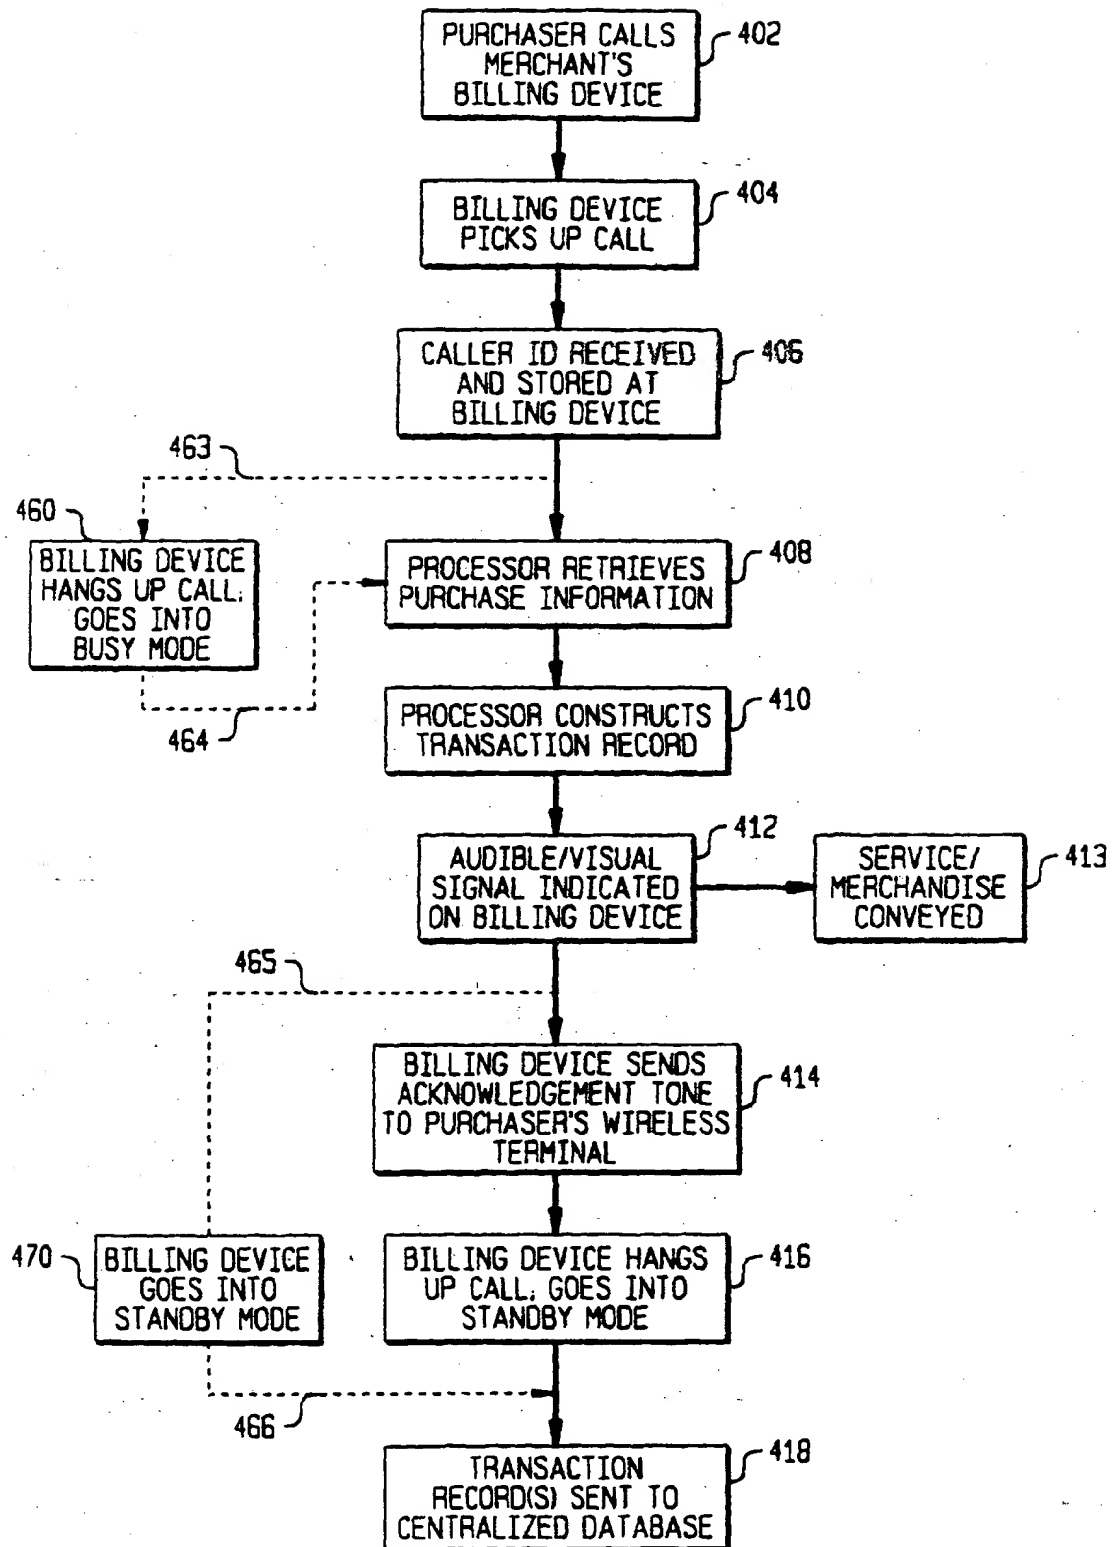 PURCHASER CALLS
MERCHANT'S
BILLING DEVICE
402
BILLING DEVICE
PICKS UP CALL
404
CALLER ID RECEIVED
AND STORED AT
BILLING DEVICE
406
463
460
BILLING DEVICE
HANGS UP CALL;
GOES INTO
BUSY MODE
464
PROCESSOR RETRIEVES
PURCHASE INFORMATION
408
PROCESSOR CONSTRUCTS
TRANSACTION RECORD
410
AUDIBLE/VISUAL
SIGNAL INDICATED
ON BILLING DEVICE
412
SERVICE/
MERCHANDISE
CONVEYED
413
465
BILLING DEVICE SENDS
ACKNOWLEDGEMENT TONE
TO PURCHASER'S WIRELESS
TERMINAL
414
470
BILLING DEVICE
GOES INTO
STANDBY MODE
BILLING DEVICE HANGS
UP CALL; GOES INTO
STANDBY MODE
416
466
TRANSACTION
RECORD(S) SENT TO
CENTRALIZED DATABASE
418